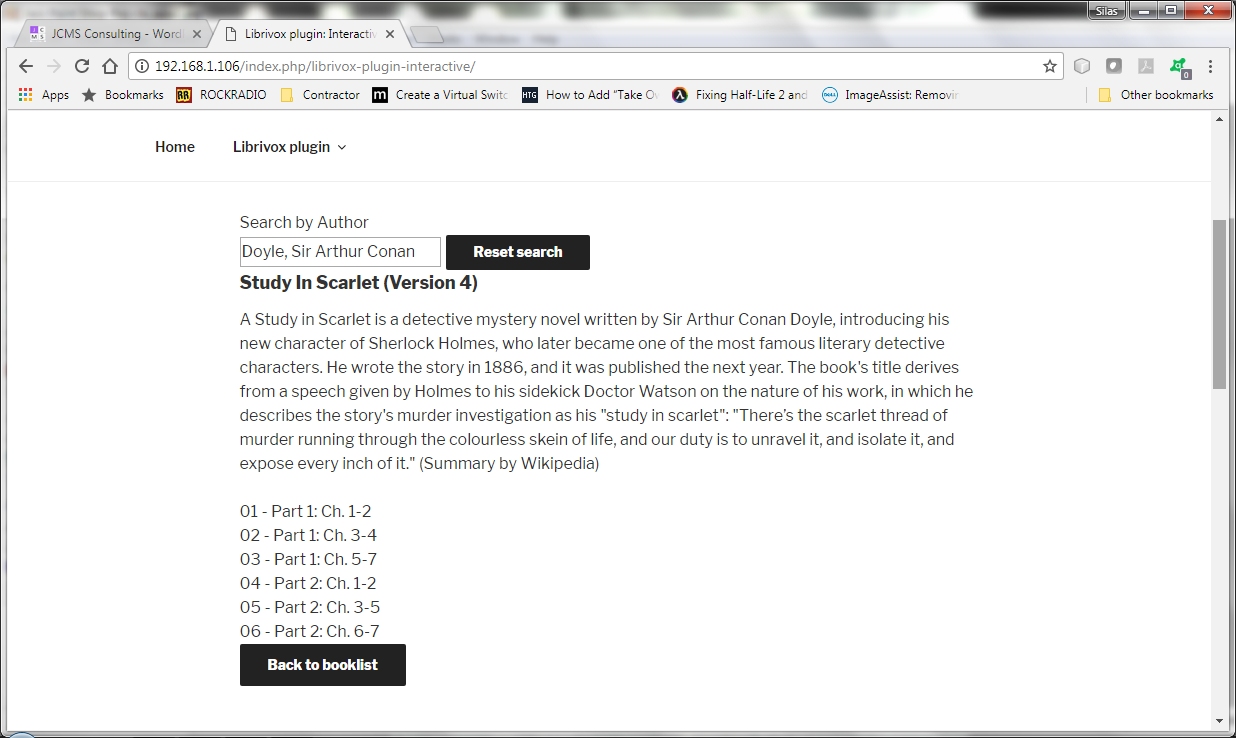 Silas
JCMS Consulting - Word
Librivox plugin: Interactiv
192.168.1.106/index.php/librivox-plugin-interactive/
0
Apps
Bookmarks
RR
ROCKRADIO
Contractor
m
Create a Virtual Switc
HTG
How to Add "Take Ow
λ
Fixing Half-Life 2 and
DELL
ImageAssist: Removin
Other bookmarks
Home
Librivox plugin
Search by Author
Doyle, Sir Arthur Conan
Reset search
Study In Scarlet (Version 4)
A Study in Scarlet is a detective mystery novel written by Sir Arthur Conan Doyle, introducing his
new character of Sherlock Holmes, who later became one of the most famous literary detective
characters. He wrote the story in 1886, and it was published the next year. The book's title derives
from a speech given by Holmes to his sidekick Doctor Watson on the nature of his work, in which he
describes the story's murder investigation as his "study in scarlet": "There's the scarlet thread of
murder running through the colourless skein of life, and our duty is to unravel it, and isolate it, and
expose every inch of it." (Summary by Wikipedia)
01 - Part 1: Ch. 1-2
02 - Part 1: Ch. 3-4
03 - Part 1: Ch. 5-7
04 - Part 2: Ch. 1-2
05 - Part 2: Ch. 3-5
06 - Part 2: Ch. 6-7
Back to booklist